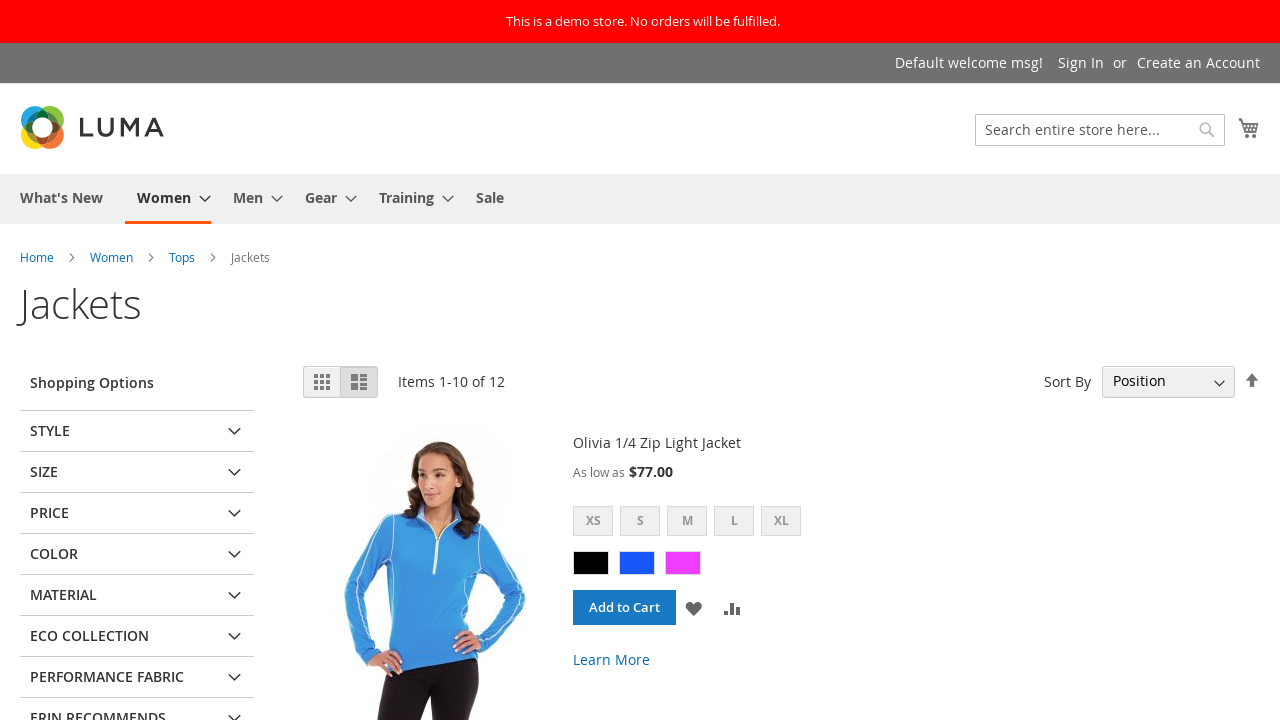 This is a demo store. No orders will be fulfilled.
Default welcome msg! Sign In or Create an Account
LUMA
Search entire store here...
What's New Women Men Gear Training Sale
Home Women Tops Jackets
Jackets
Shopping Options
Items 1-10 of 12
Sort By Position
STYLE
SIZE
PRICE
COLOR
MATERIAL
ECO COLLECTION
PERFORMANCE FABRIC
ERIN RECOMMENDS
Olivia 1/4 Zip Light Jacket
As low as $77.00
XS S M L XL
Add to Cart
Learn More